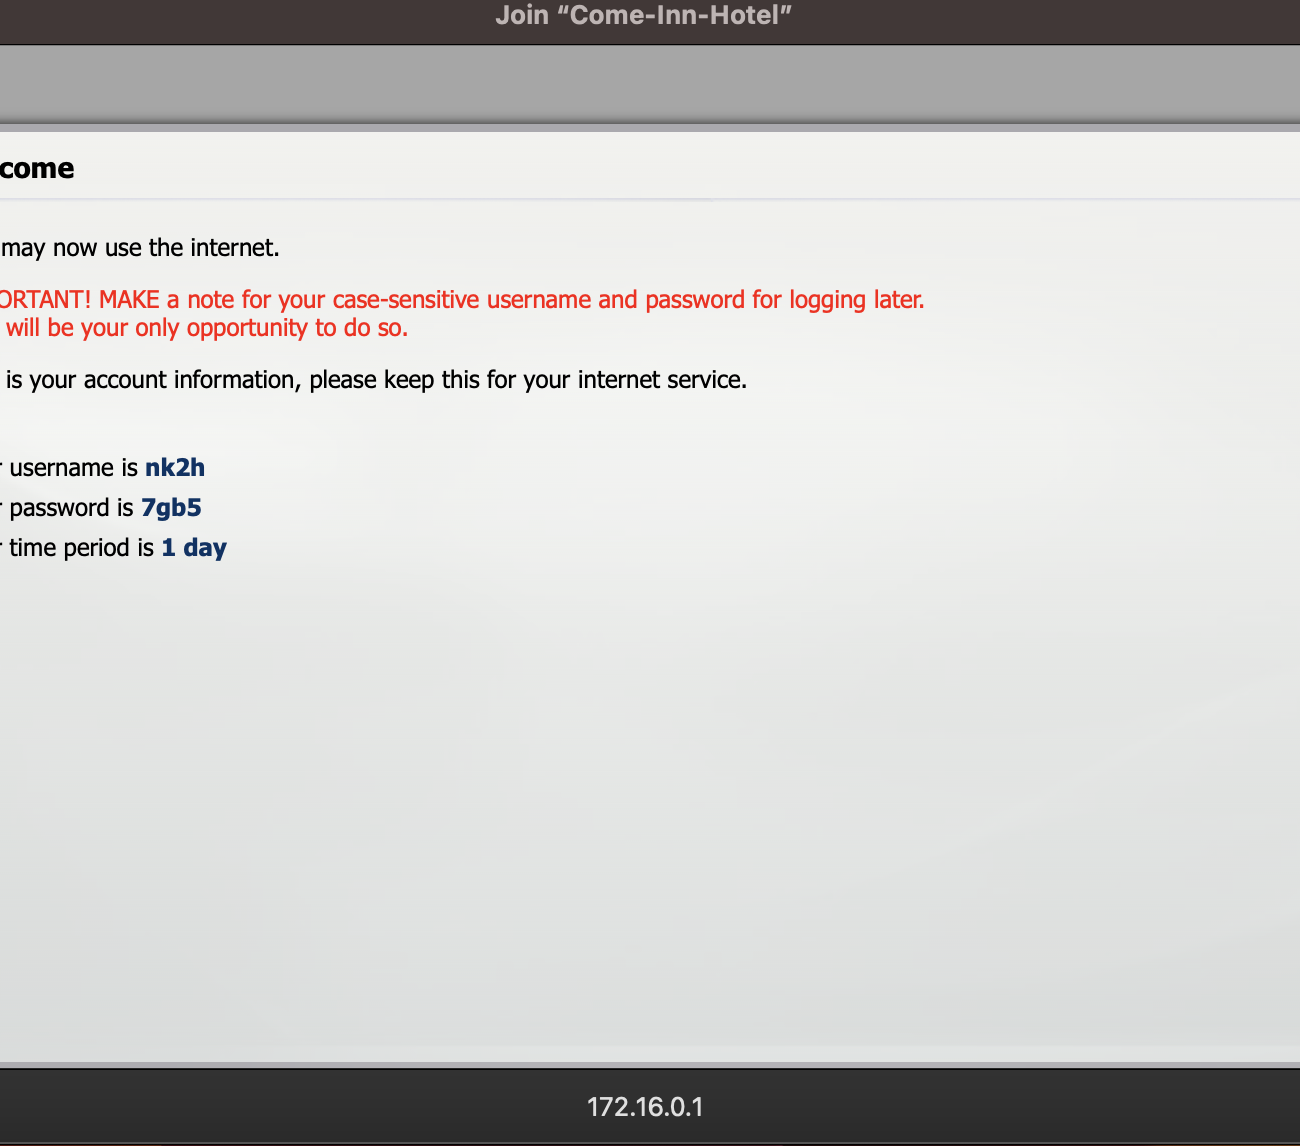 Join “Come-Inn-Hotel”
come
may now use the internet.
ORTANT! MAKE a note for your case-sensitive username and password for logging later.
will be your only opportunity to do so.
is your account information, please keep this for your internet service.
r username is nk2h
r password is 7gb5
r time period is 1 day
172.16.0.1